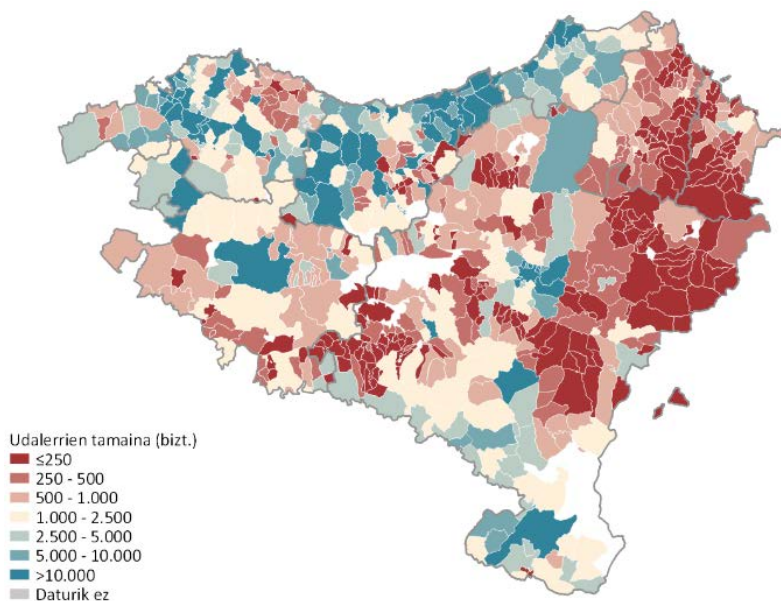 Udalerrien tamaina (bizt.)
≤250
250 - 500
500 - 1.000
1.000 - 2.500
2.500 - 5.000
5.000 - 10.000
>10.000
Daturik ez